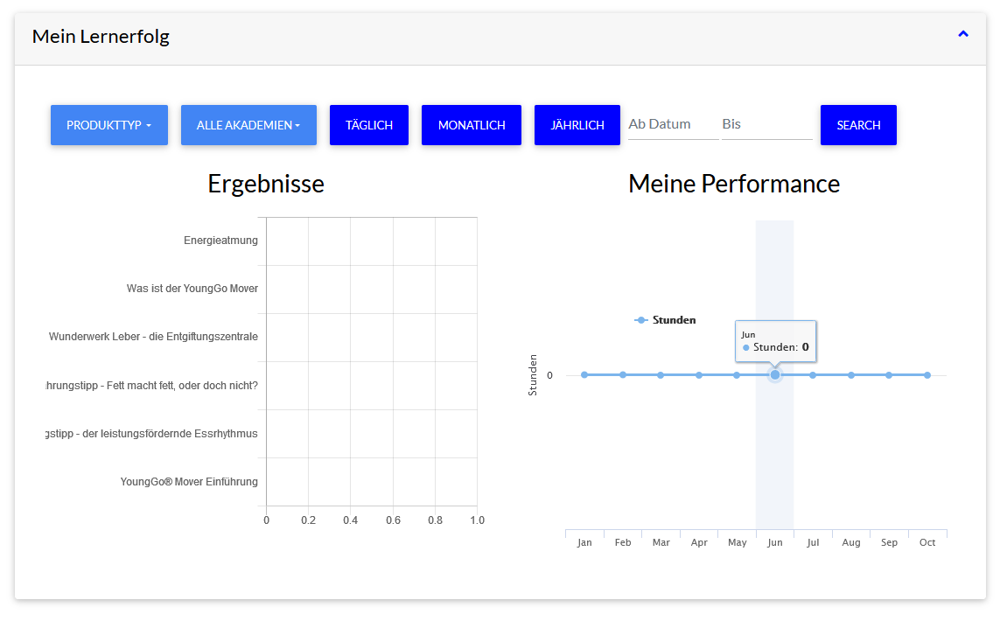 Mein Lernerfolg
PRODUKTTYP
ALLE AKADEMIEN
TÄGLICH
MONATLICH
JÄHRLICH
Ab Datum
Bis
SEARCH
Ergebnisse
Energieatmung
Was ist der YoungGo Mover
Wunderwerk Leber - die Entgiftungszentrale
hrungstipp - Fett macht fett, oder doch nicht?
gstipp - der leistungsfördernde Essrhythmus
YoungGo® Mover Einführung
0 0.2 0.4 0.6 0.8 1.0
Meine Performance
Stunden
Jun
Stunden: 0
Stunden
0
Jan Feb Mar Apr May Jun Jul Aug Sep Oct